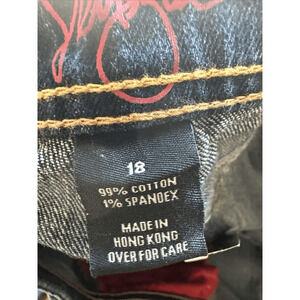 18
99% COTTON
1% SPANDEX
MADE IN
HONG KONG
OVER FOR CARE